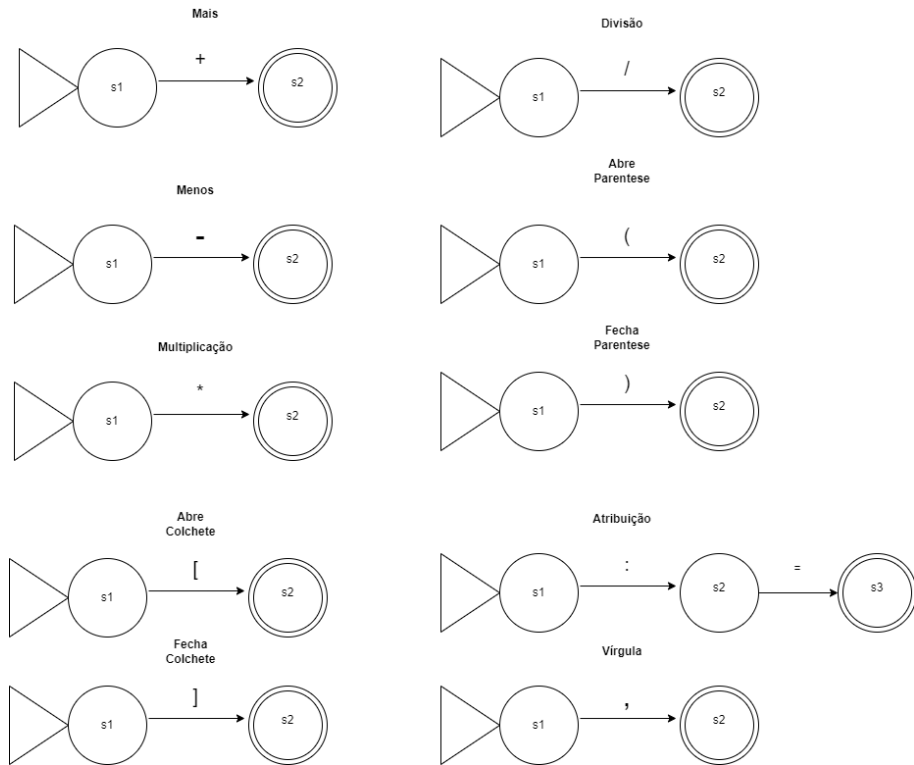 Mais
s1
+
s2
Divisão
s1
/
s2
Menos
s1
-
s2
Abre
Parentese
s1
(
s2
Multiplicação
s1
*
s2
Fecha
Parentese
s1
)
s2
Abre
Colchete
s1
[
s2
Atribuição
s1
:
s2
=
s3
Fecha
Colchete
s1
]
s2
Vírgula
s1
,
s2